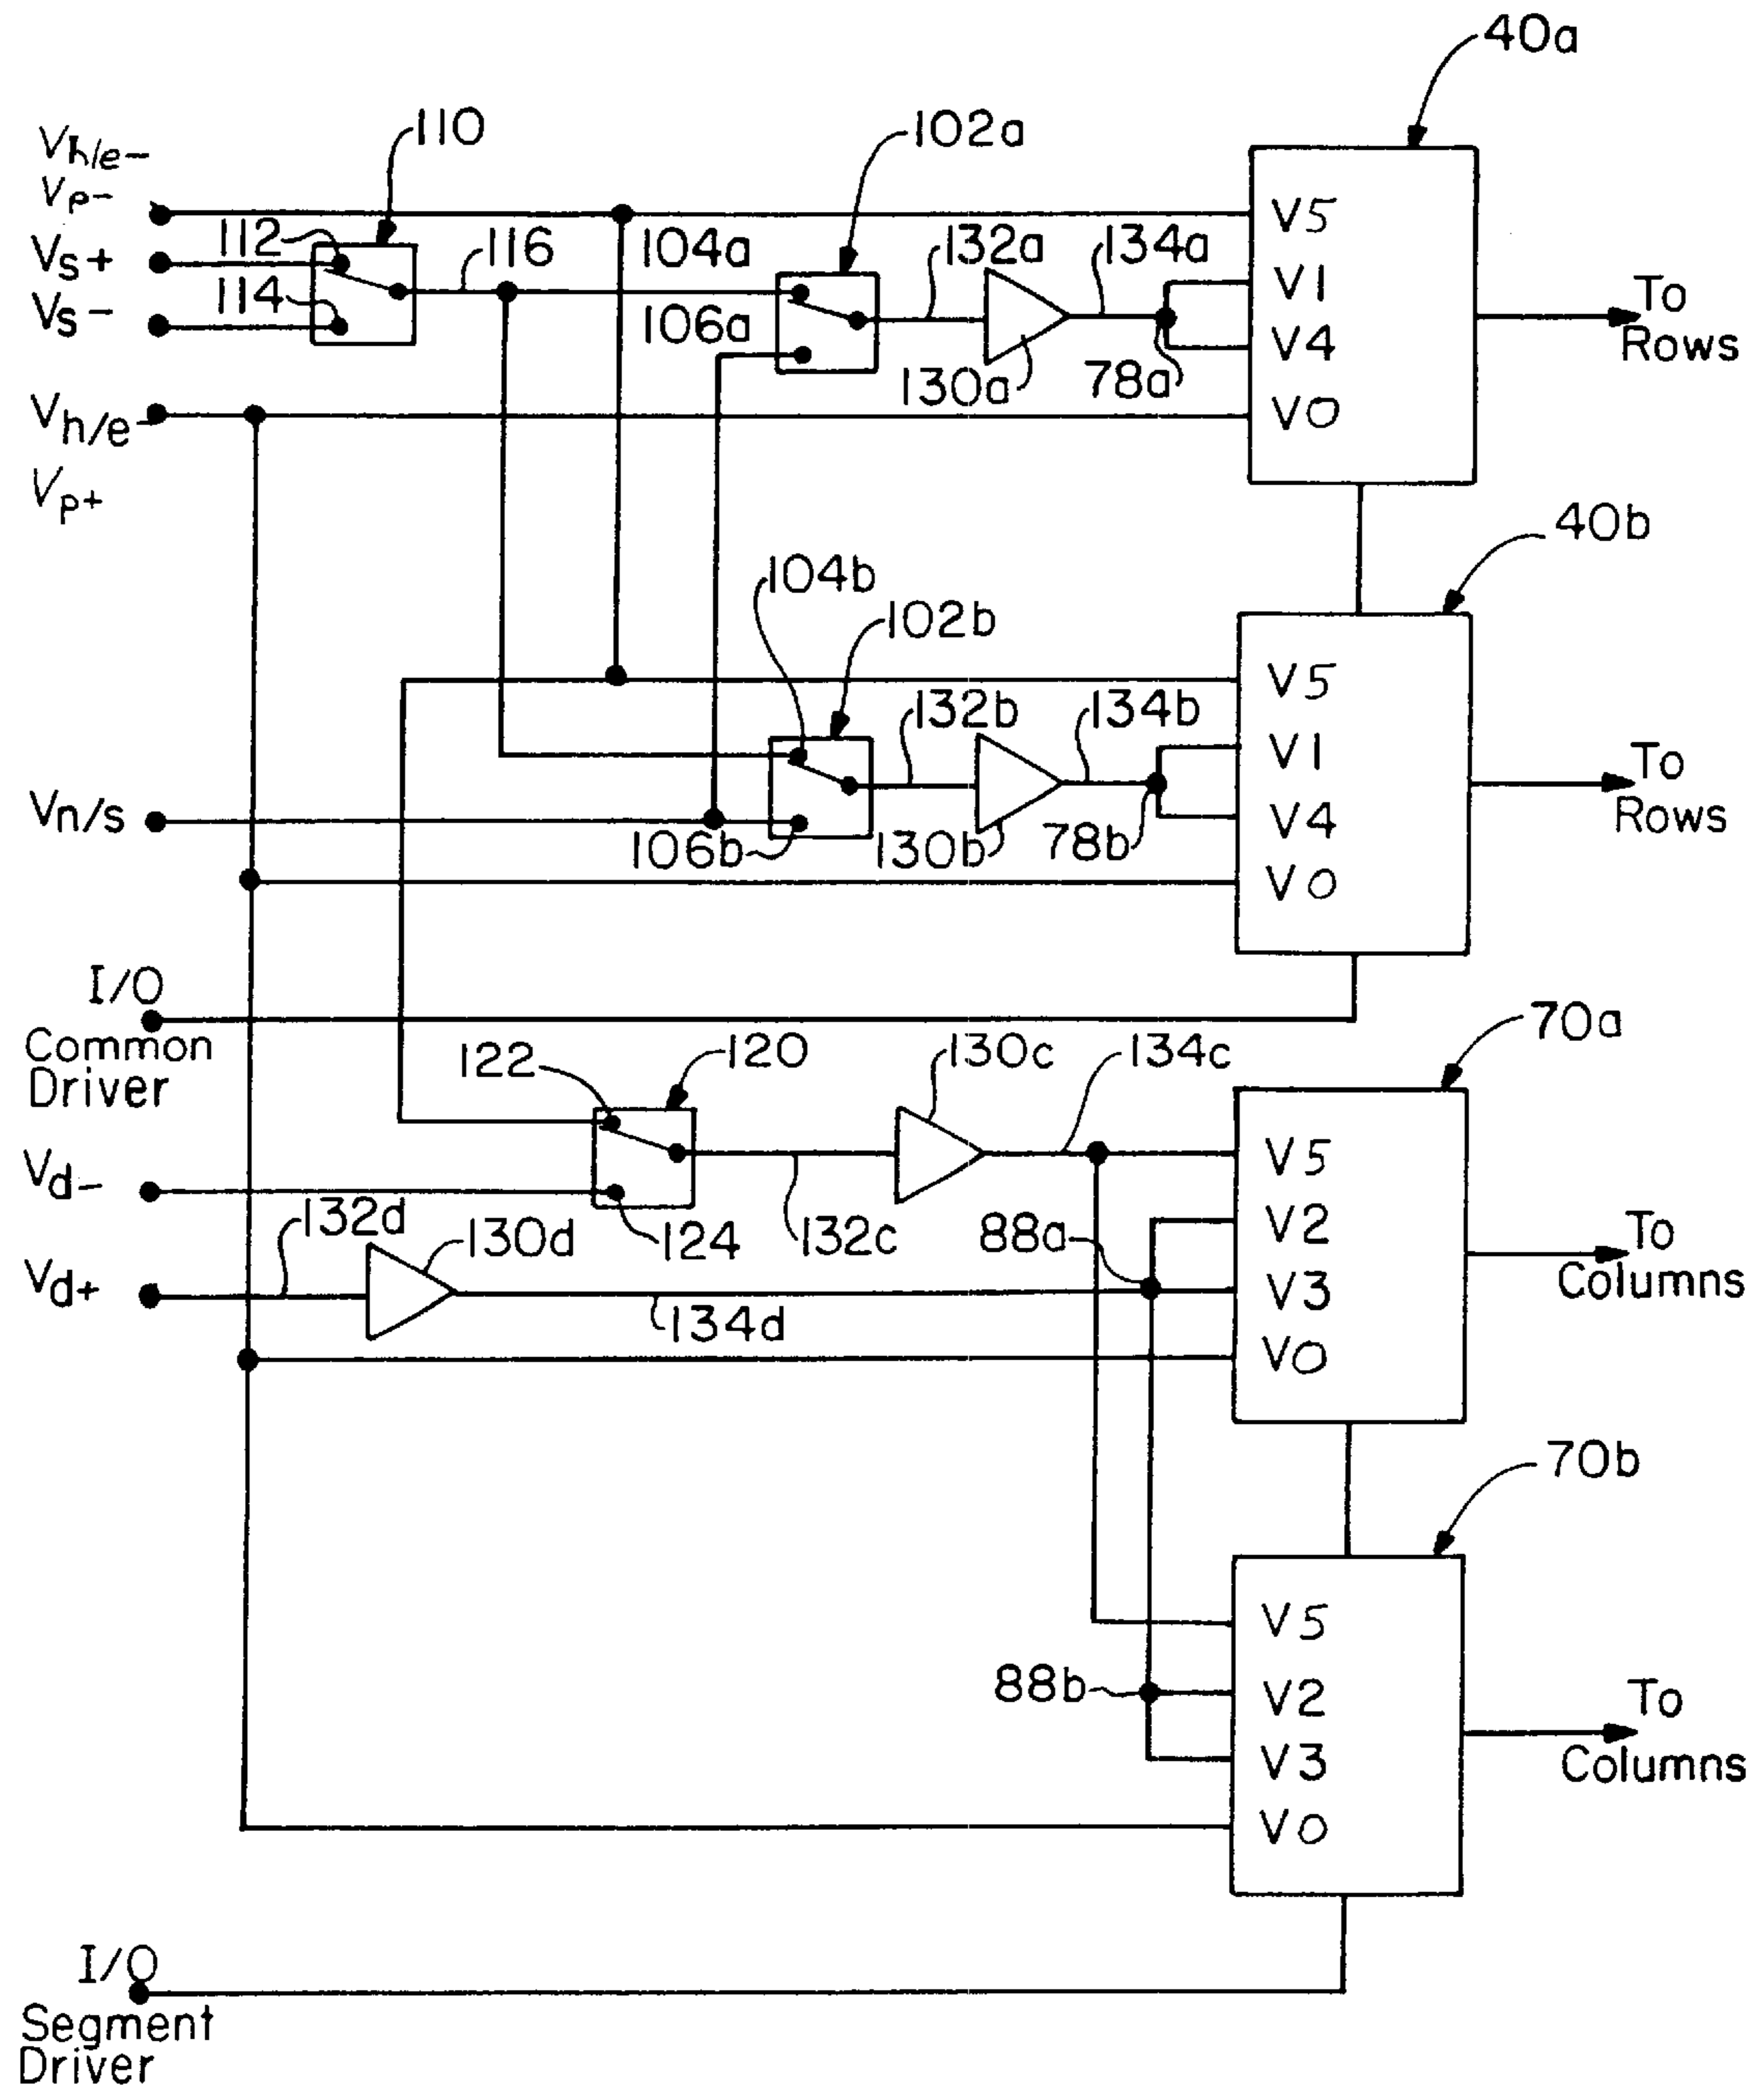 40a
110
102a
Vh/e-
Vp-
V5
112
116
104a
132a
134a
Vs+
V1
To
Rows
114
106a
Vs-
V4
130a
78a
Vh/e-
V0
Vp+
40b
104b
102b
V5
132b
134b
V1
To
Rows
Vn/s
V4
106b
130b
78b
V0
I/O
Common
Driver
70a
122
120
130c
134c
V5
Vd-
132d
130d
124
132c
88a
V2
To
Columns
Vd+
V3
134d
V0
70b
V5
88b
V2
To
Columns
V3
V0
I/O
Segment
Driver